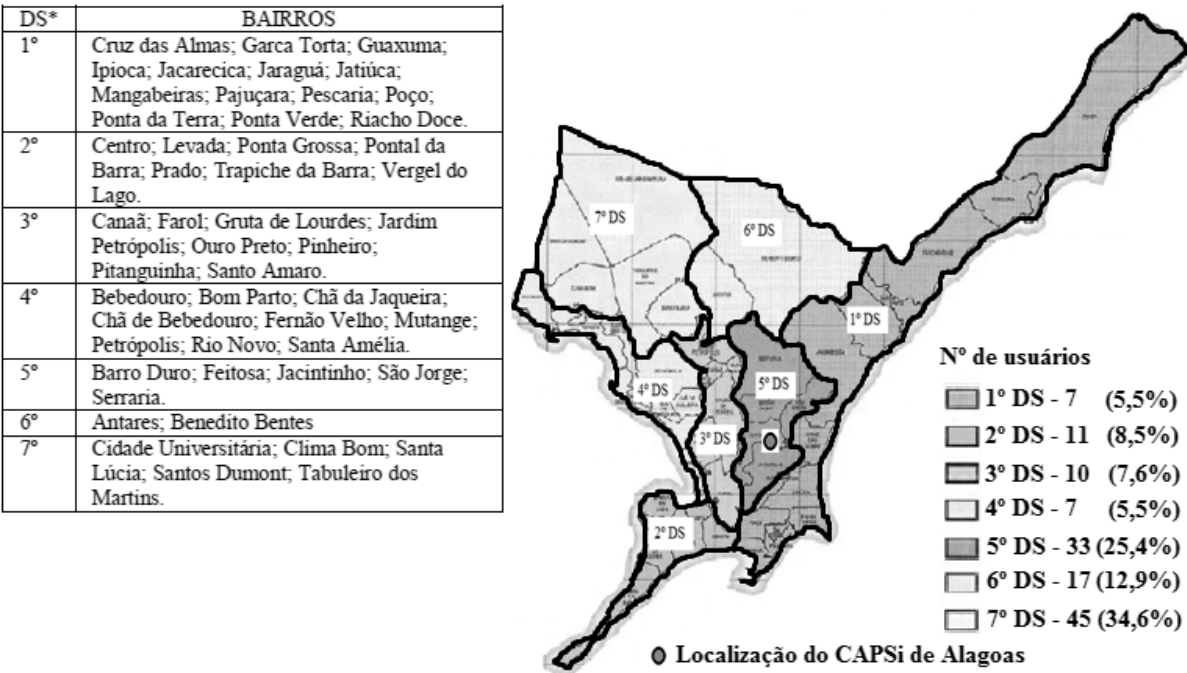 DS* BAIRROS
1º Cruz das Almas; Garca Torta; Guaxuma;
Ipioca; Jacarecica; Jaraguá; Jatiúca;
Mangabeiras; Pajuçara; Pescaria; Poço;
Ponta da Terra; Ponta Verde; Riacho Doce.
2º Centro; Levada; Ponta Grossa; Pontal da
Barra; Prado; Trapiche da Barra; Vergel do
Lago.
3º Canaã; Farol; Gruta de Lourdes; Jardim
Petrópolis; Ouro Preto; Pinheiro;
Pitanguinha; Santo Amaro.
4º Bebedouro; Bom Parto; Chã da Jaqueira;
Chã de Bebedouro; Fernão Velho; Mutange;
Petrópolis; Rio Novo; Santa Amélia.
5º Barro Duro; Feitosa; Jacintinho; São Jorge;
Serraria.
6º Antares; Benedito Bentes
7º Cidade Universitária; Clima Bom; Santa
Lúcia; Santos Dumont; Tabuleiro dos
Martins.
7º DS
6º DS
1º DS
5º DS
4º DS
3º DS
2º DS
Nº de usuários
1º DS - 7 (5,5%)
2º DS - 11 (8,5%)
3º DS - 10 (7,6%)
4º DS - 7 (5,5%)
5º DS - 33 (25,4%)
6º DS - 17 (12,9%)
7º DS - 45 (34,6%)
Localização do CAPSi de Alagoas